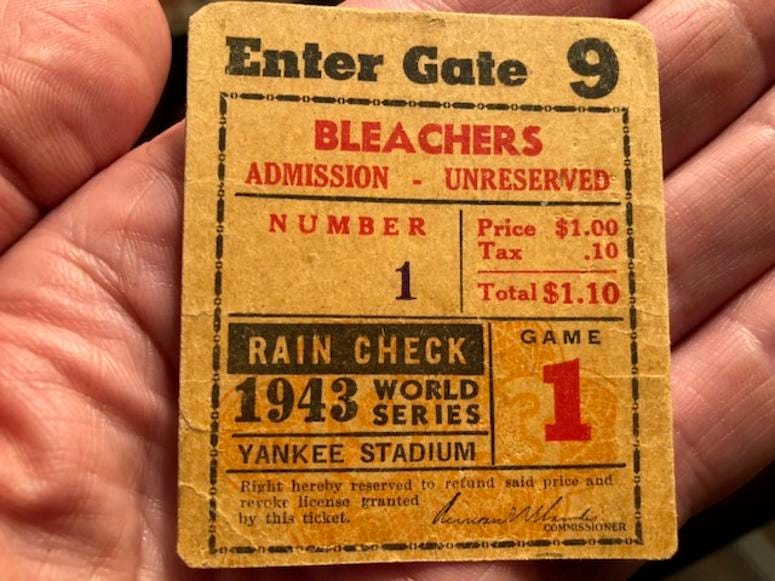 Enter Gate 9
BLEACHERS
ADMISSION - UNRESERVED
NUMBER
1
Price $1.00
Tax .10
Total $1.10
RAIN CHECK
1943 WORLD SERIES
YANKEE STADIUM
GAME
1
Right hereby reserved to refund said price and
revoke license granted
by this ticket.
COMMISSIONER